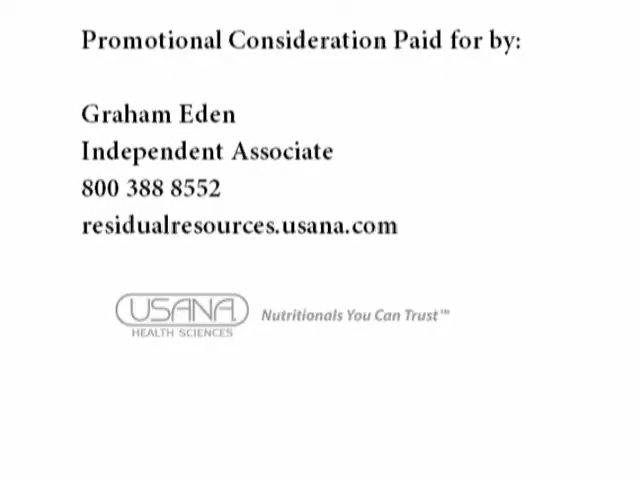 Promotional Consideration Paid for by:
Graham Eden
Independent Associate
800 388 8552
residualresources.usana.com
USANA
HEALTH SCIENCES
Nutritionals You Can Trust™